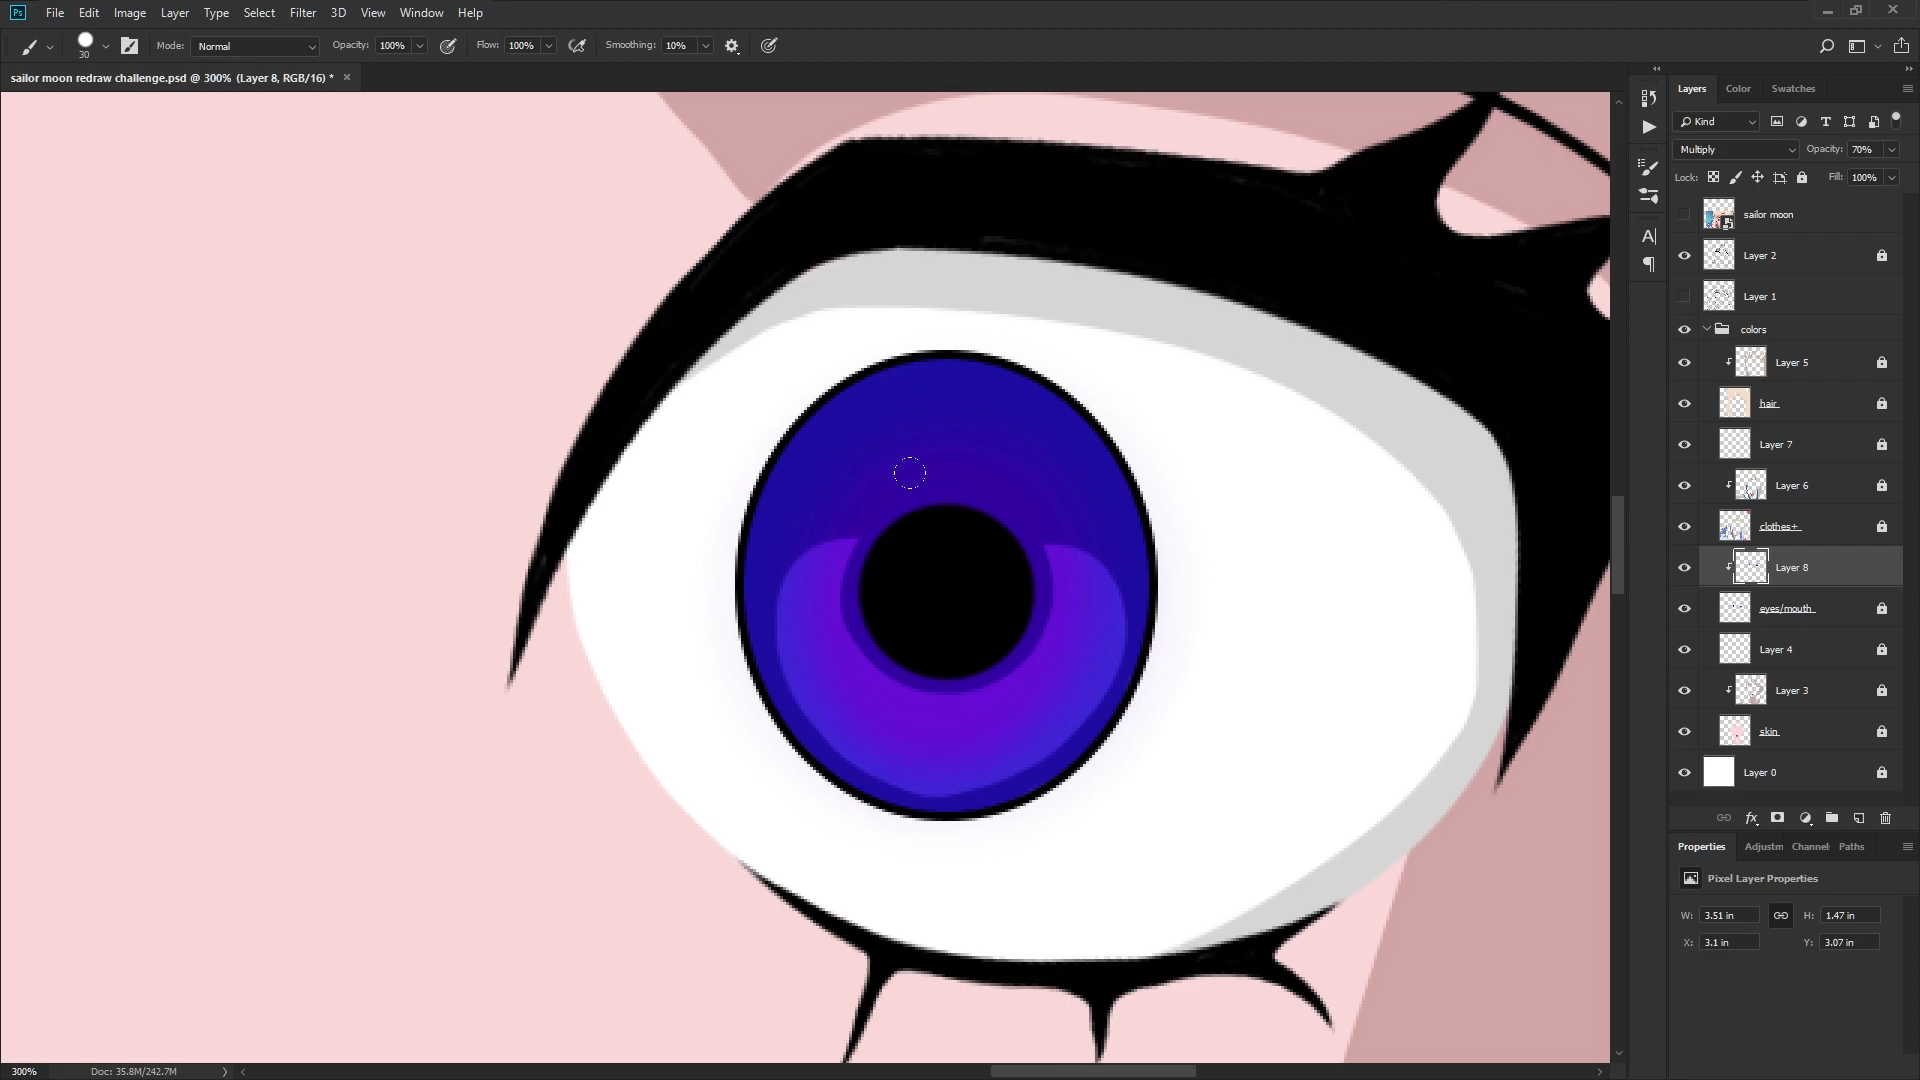 Ps File Edit Image Layer Type Select Filter 3D View Window Help
30 Mode: Normal Opacity: 100% Flow: 100% Smoothing: 10%
sailor moon redraw challenge.psd @ 300% (Layer 8, RGB/16) * ×
Layers Color Swatches
Kind
Multiply Opacity: 70%
Lock: Fill: 100%
sailor moon
Layer 2
Layer 1
colors
Layer 5
hair
Layer 7
Layer 6
clothes+
Layer 8
eyes/mouth
Layer 4
Layer 3
skin
Layer 0
fx
Properties Adjustm Channel Paths
Pixel Layer Properties
W: 3.51 in H: 1.47 in
X: 3.1 in Y: 3.07 in
300% Doc: 35.8M/242.7M